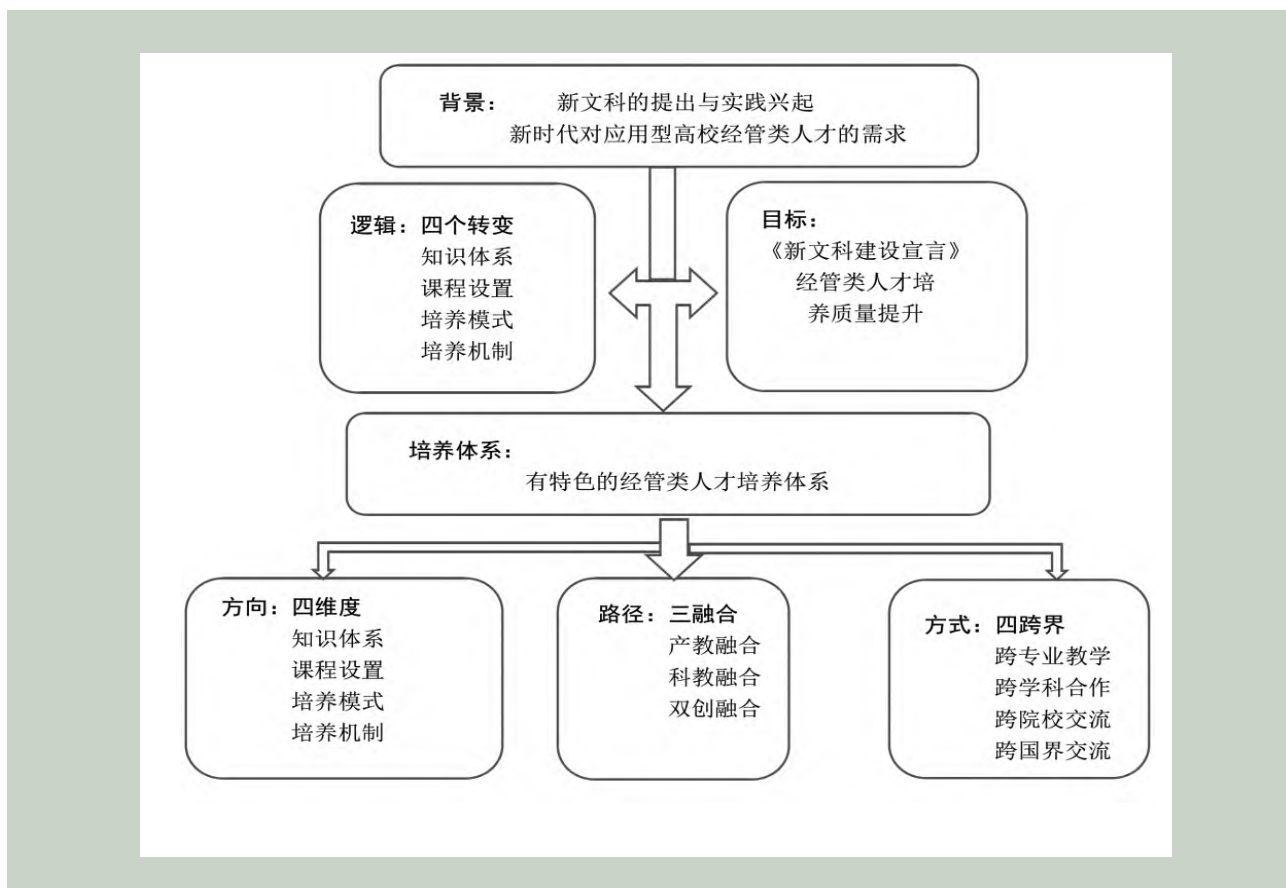 背景： 新文科的提出与实践兴起
新时代对应用型高校经管类人才的需求
逻辑：四个转变
知识体系
课程设置
培养模式
培养机制
目标：
《新文科建设宣言》
经管类人才培
养质量提升
培养体系：
有特色的经管类人才培养体系
方向：四维度
知识体系
课程设置
培养模式
培养机制
路径：三融合
产教融合
科教融合
双创融合
方式：四跨界
跨专业教学
跨学科合作
跨院校交流
跨国界交流